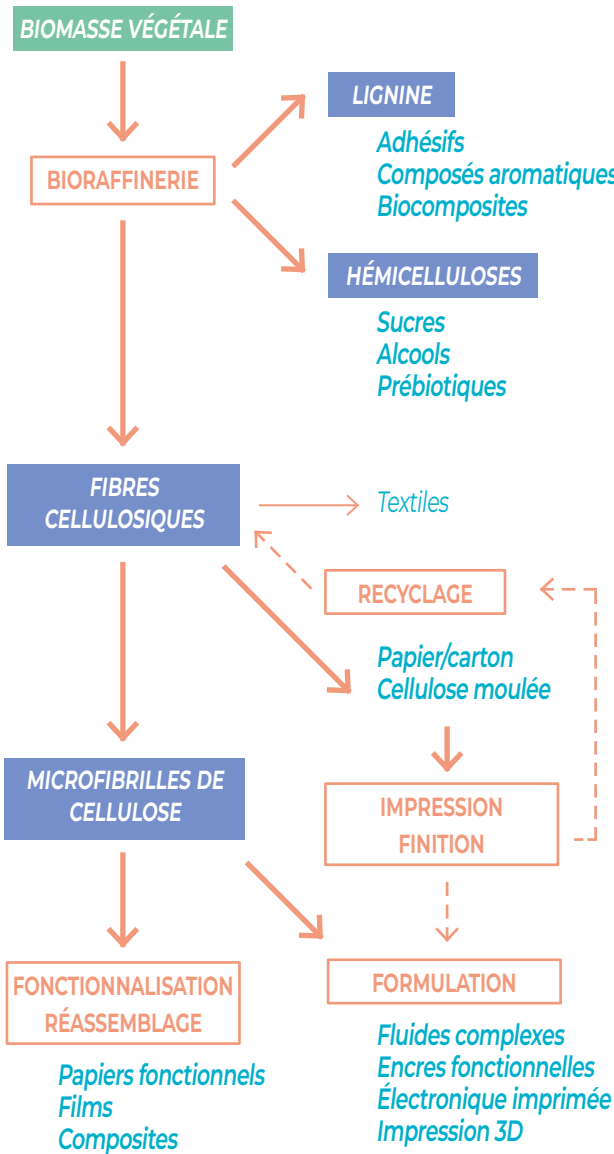 BIOMASSE VÉGÉTALE
LIGNINE
Adhésifs
Composés aromatiques
Biocomposites
BIORAFFINERIE
HÉMICELLULOSES
Sucres
Alcools
Prébiotiques
FIBRES
CELLULOSIQUES
Textiles
RECYCLAGE
Papier/carton
Cellulose moulée
MICROFIBRILLES DE
CELLULOSE
IMPRESSION
FINITION
FONCTIONNALISATION
RÉASSEMBLAGE
Papiers fonctionnels
Films
Composites
FORMULATION
Fluides complexes
Encres fonctionnelles
Électronique imprimée
Impression 3D